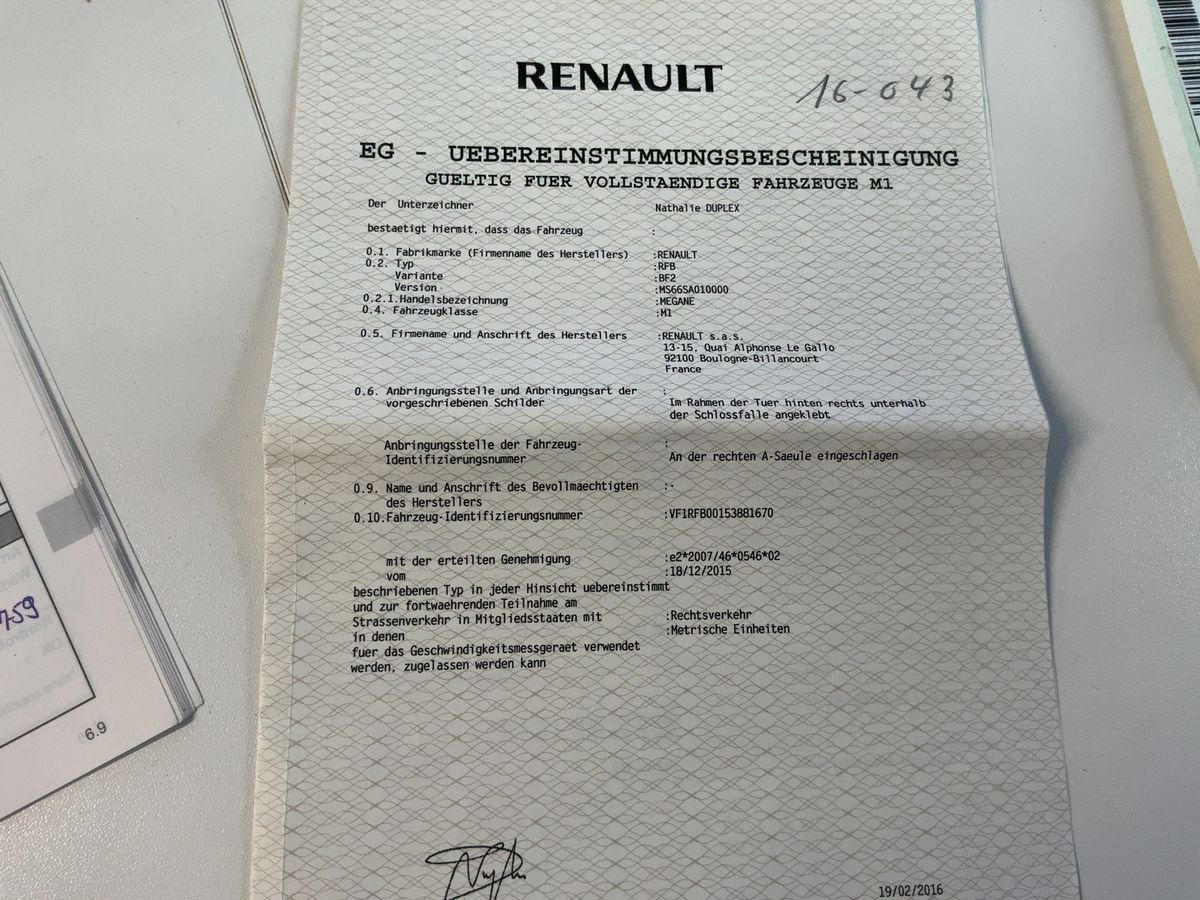 RENAULT
16-043
EG - UEBEREINSTIMMUNGSBESCHEINIGUNG
GUELTIG FUER VOLLSTAENDIGE FAHRZEUGE M1
Der Unterzeichner Nathalie DUPLEX
bestaetigt hiermit, dass das Fahrzeug :
0.1. Fabrikmarke (Firmenname des Herstellers) :RENAULT
0.2. Typ :RFB
Variante :BF2
Version :MS66SA010000
0.2.1.Handelsbezeichnung :MEGANE
0.4. Fahrzeugklasse :M1
0.5. Firmename und Anschrift des Herstellers :RENAULT s.a.s.
13-15, Quai Alphonse Le Gallo
92100 Boulogne-Billancourt
France
0.6. Anbringungsstelle und Anbringungsart der :
vorgeschriebenen Schilder Im Rahmen der Tuer hinten rechts unterhalb
der Schlossfalle angeklebt
Anbringungsstelle der Fahrzeug- :
Identifizierungsnummer An der rechten A-Saeule eingeschlagen
0.9. Name und Anschrift des Bevollmaechtigten :-
des Herstellers
0.10.Fahrzeug-Identifizierungsnummer :VF1RFB00153881670
mit der erteilten Genehmigung :e2*2007/46*0546*02
vom :18/12/2015
beschriebenen Typ in jeder Hinsicht uebereinstimmt
und zur fortwaehrenden Teilnahme am
Strassenverkehr in Mitgliedsstaaten mit :Rechtsverkehr
in denen :Metrische Einheiten
fuer das Geschwindigkeitsmessgeraet verwendet
werden, zugelassen werden kann
19/02/2016
759
6.9